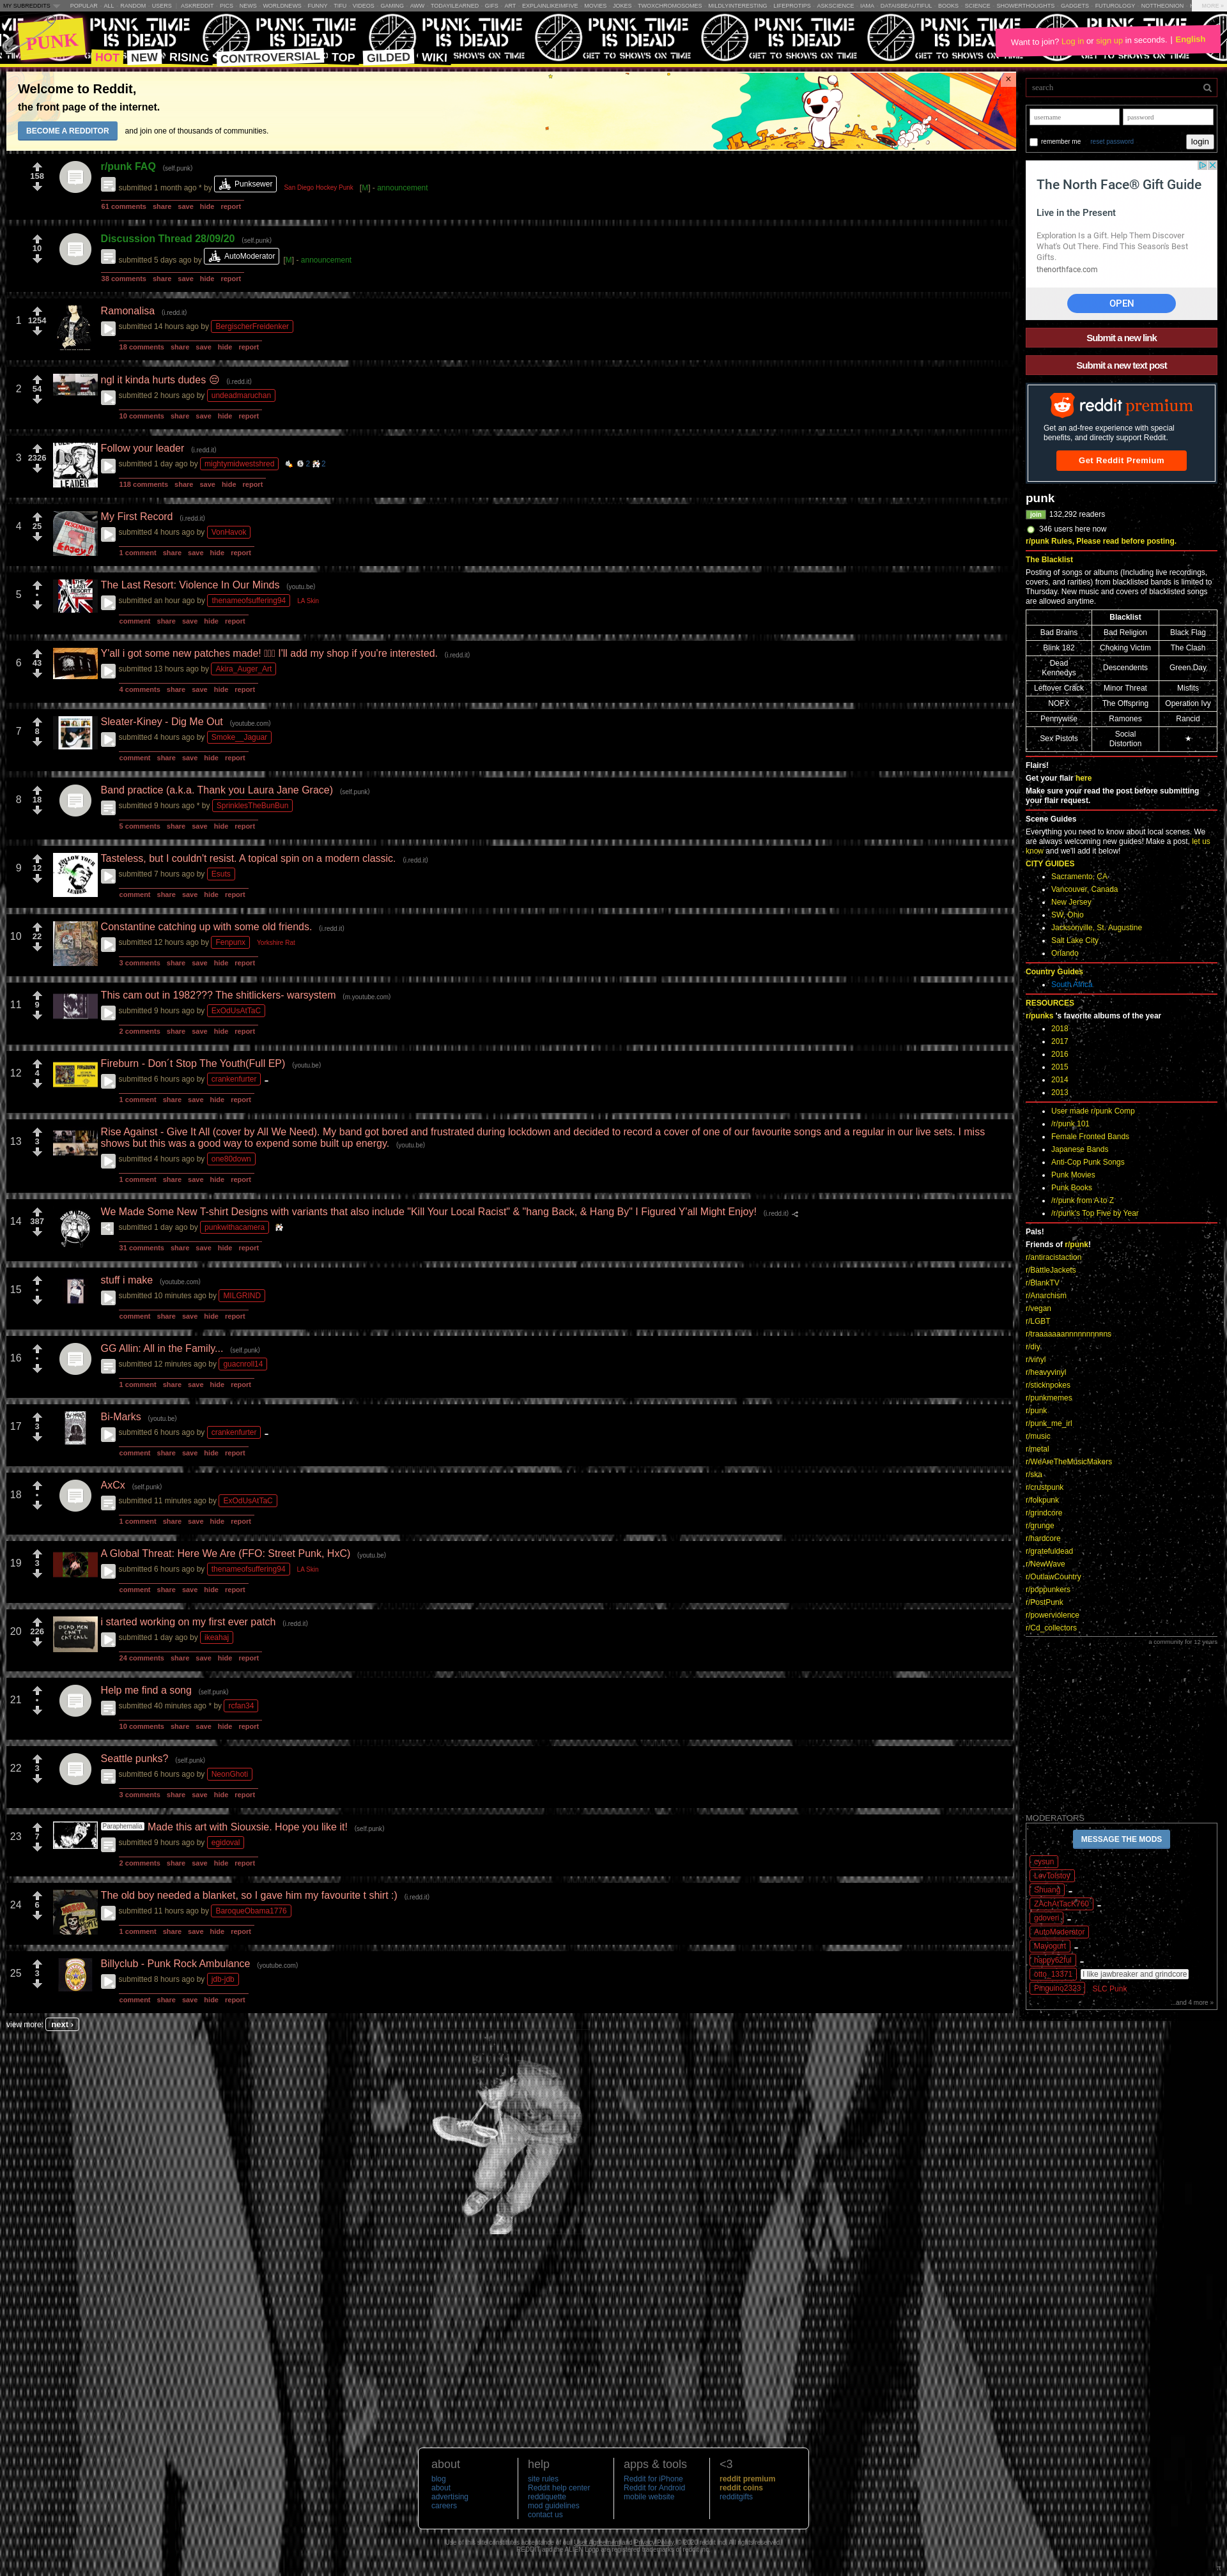 MY SUBREDDITS POPULAR ALL RANDOM USERS ASKREDDIT PICS NEWS WORLDNEWS FUNNY TIFU VIDEOS GAMING AWW TODAYILEARNED GIFS ART EXPLAINLIKEIMFIVE MOVIES JOKES TWOXCHROMOSOMES MILDLYINTERESTING LIFEPROTIPS ASKSCIENCE IAMA DATAISBEAUTIFUL BOOKS SCIENCE SHOWERTHOUGHTS GADGETS FUTUROLOGY NOTTHEONION
PUNK
PUNK TIME IS DEAD
GET TO SHOWS ON TIME
HOT NEW RISING CONTROVERSIAL TOP GILDED WIKI
Want to join? Log in or sign up in seconds. | English
Welcome to Reddit,
the front page of the internet.
BECOME A REDDITOR and join one of thousands of communities.
158
r/punk FAQ (self.punk)
submitted 1 month ago * by Punksewer San Diego Hockey Punk [M] - announcement
61 comments share save hide report
10
Discussion Thread 28/09/20 (self.punk)
submitted 5 days ago by AutoModerator [M] - announcement
38 comments share save hide report
1 1254
Ramonalisa (i.redd.it)
submitted 14 hours ago by BergischerFreidenker
18 comments share save hide report
2 54
ngl it kinda hurts dudes 😔 (i.redd.it)
submitted 2 hours ago by undeadmaruchan
10 comments share save hide report
3 2326
Follow your leader (i.redd.it)
submitted 1 day ago by mightymidwestshred 2 2
118 comments share save hide report
4 25
My First Record (i.redd.it)
submitted 4 hours ago by VonHavok
1 comment share save hide report
5 •
The Last Resort: Violence In Our Minds (youtu.be)
submitted an hour ago by thenameofsuffering94 LA Skin
comment share save hide report
6 43
Y'all i got some new patches made! I'll add my shop if you're interested. (i.redd.it)
submitted 13 hours ago by Akira_Auger_Art
4 comments share save hide report
7 8
Sleater-Kiney - Dig Me Out (youtube.com)
submitted 4 hours ago by Smoke__Jaguar
comment share save hide report
8 18
Band practice (a.k.a. Thank you Laura Jane Grace) (self.punk)
submitted 9 hours ago * by SprinklesTheBunBun
5 comments share save hide report
9 12
Tasteless, but I couldn't resist. A topical spin on a modern classic. (i.redd.it)
submitted 7 hours ago by Esuts
comment share save hide report
10 22
Constantine catching up with some old friends. (i.redd.it)
submitted 12 hours ago by Fenpunx Yorkshire Rat
3 comments share save hide report
11 9
This cam out in 1982??? The shitlickers- warsystem (m.youtube.com)
submitted 9 hours ago by ExOdUsAtTaC
2 comments share save hide report
12 4
Fireburn - Don´t Stop The Youth(Full EP) (youtu.be)
submitted 6 hours ago by crankenfurter
1 comment share save hide report
13 3
Rise Against - Give It All (cover by All We Need). My band got bored and frustrated during lockdown and decided to record a cover of one of our favourite songs and a regular in our live sets. I miss
shows but this was a good way to expend some built up energy. (youtu.be)
submitted 4 hours ago by one80down
1 comment share save hide report
14 387
We Made Some New T-shirt Designs with variants that also include "Kill Your Local Racist" & "hang Back, & Hang By" I Figured Y'all Might Enjoy! (i.redd.it)
submitted 1 day ago by punkwithacamera
31 comments share save hide report
15 •
stuff i make (youtube.com)
submitted 10 minutes ago by MILGRIND
comment share save hide report
16 •
GG Allin: All in the Family... (self.punk)
submitted 12 minutes ago by guacnroll14
1 comment share save hide report
17 3
Bi-Marks (youtu.be)
submitted 6 hours ago by crankenfurter
comment share save hide report
18 •
AxCx (self.punk)
submitted 11 minutes ago by ExOdUsAtTaC
1 comment share save hide report
19 3
A Global Threat: Here We Are (FFO: Street Punk, HxC) (youtu.be)
submitted 6 hours ago by thenameofsuffering94 LA Skin
comment share save hide report
20 226
i started working on my first ever patch (i.redd.it)
submitted 1 day ago by ikeahaj
24 comments share save hide report
21 •
Help me find a song (self.punk)
submitted 40 minutes ago * by rcfan34
10 comments share save hide report
22 3
Seattle punks? (self.punk)
submitted 6 hours ago by NeonGhoti
3 comments share save hide report
23 7
Paraphernalia Made this art with Siouxsie. Hope you like it! (self.punk)
submitted 9 hours ago by egidoval
2 comments share save hide report
24 6
The old boy needed a blanket, so I gave him my favourite t shirt :) (i.redd.it)
submitted 11 hours ago by BaroqueObama1776
1 comment share save hide report
25 3
Billyclub - Punk Rock Ambulance (youtube.com)
submitted 8 hours ago by jdb-jdb
comment share save hide report
view more: next ›
search
username password
remember me reset password login
The North Face® Gift Guide
Live in the Present
Exploration Is a Gift. Help Them Discover
What's Out There. Find This Season's Best
Gifts.
thenorthface.com
OPEN
Submit a new link
Submit a new text post
reddit premium
Get an ad-free experience with special
benefits, and directly support Reddit.
Get Reddit Premium
punk
join 132,292 readers
346 users here now
r/punk Rules, Please read before posting.
The Blacklist
Posting of songs or albums (Including live recordings,
covers, and rarities) from blacklisted bands is limited to
Thursday. New music and covers of blacklisted songs
are allowed anytime.
Blacklist
Bad Brains Bad Religion Black Flag
Blink 182 Choking Victim The Clash
Dead Kennedys Descendents Green Day
Leftover Crack Minor Threat Misfits
NOFX The Offspring Operation Ivy
Pennywise Ramones Rancid
Sex Pistols Social Distortion ★
Flairs!
Get your flair here
Make sure your read the post before submitting
your flair request.
Scene Guides
Everything you need to know about local scenes. We
are always welcoming new guides! Make a post, let us
know and we'll add it below!
CITY GUIDES
Sacramento, CA
Vancouver, Canada
New Jersey
SW, Ohio
Jacksonville, St. Augustine
Salt Lake City
Orlando
Country Guides
South Africa
RESOURCES
r/punks 's favorite albums of the year
2018
2017
2016
2015
2014
2013
User made r/punk Comp
/r/punk 101
Female Fronted Bands
Japanese Bands
Anti-Cop Punk Songs
Punk Movies
Punk Books
/r/punk from A to Z
/r/punk's Top Five by Year
Pals!
Friends of r/punk!
r/antiracistaction
r/BattleJackets
r/BlankTV
r/Anarchism
r/vegan
r/LGBT
r/traaaaaaannnnnnnnnns
r/diy
r/vinyl
r/heavyvinyl
r/sticknpokes
r/punkmemes
r/punk
r/punk_me_irl
r/music
r/metal
r/WeAreTheMusicMakers
r/ska
r/crustpunk
r/folkpunk
r/grindcore
r/grunge
r/hardcore
r/gratefuldead
r/NewWave
r/OutlawCountry
r/poppunkers
r/PostPunk
r/powerviolence
r/Cd_collectors
a community for 12 years
MODERATORS
MESSAGE THE MODS
LevTolstoy
gdoveri
AutoModerator
happy62ful
otto_13371 I like jawbreaker and grindcore
Pinguino2323 SLC Punk
...and 4 more »
about
blog
about
advertising
careers
help
site rules
Reddit help center
reddiquette
mod guidelines
contact us
apps & tools
Reddit for iPhone
Reddit for Android
mobile website
<3
reddit premium
reddit coins
redditgifts
Use of this site constitutes acceptance of our User Agreement and Privacy Policy. © 2020 reddit inc. All rights reserved.
REDDIT and the ALIEN Logo are registered trademarks of reddit inc.